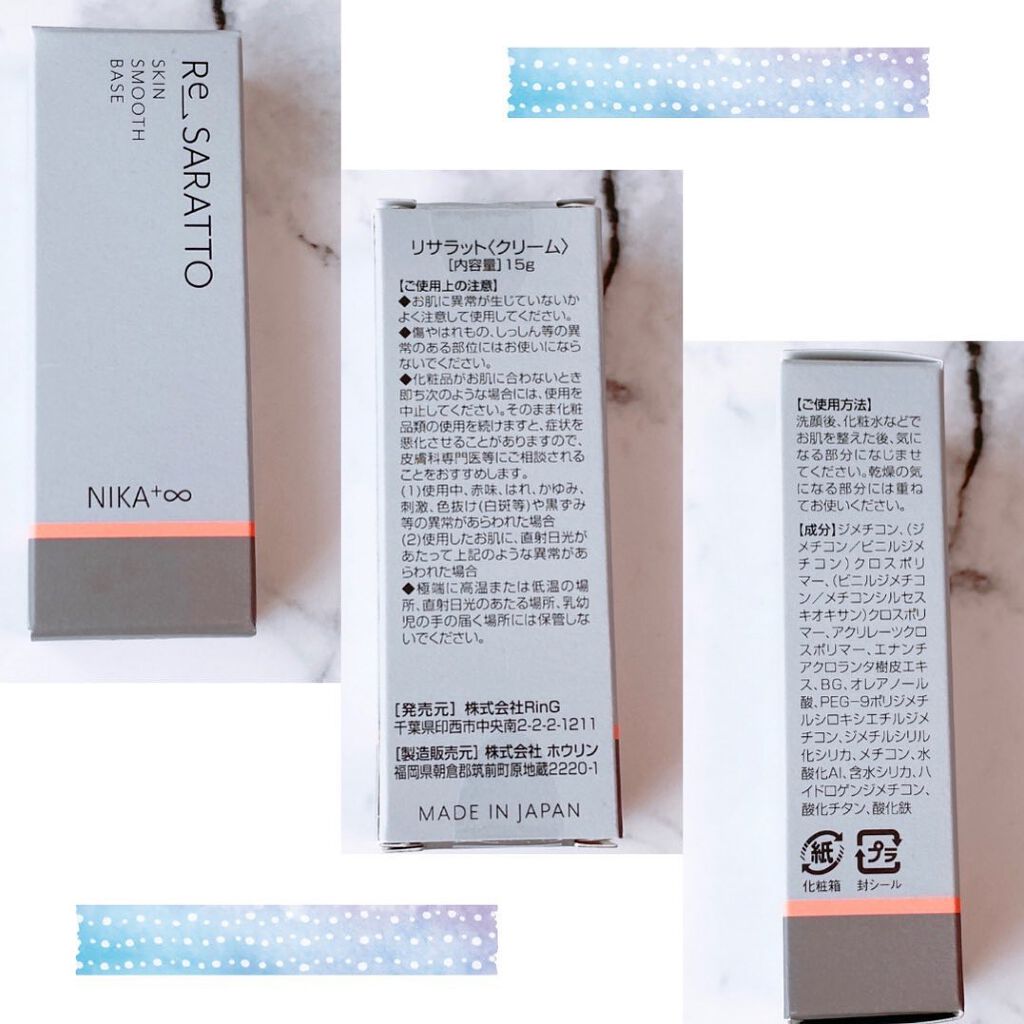 Re_SARATTO
SKIN
SMOOTH
BASE
NIKA+∞
リサラット〈クリーム〉
[内容量]15g
【ご使用上の注意】
◆お肌に異常が生じていないか
よく注意して使用してください。
◆傷やはれもの、しっしん等の異
常のある部位にはお使いになら
ないでください。
◆化粧品がお肌に合わないとき
即ち次のような場合には、使用を
中止してください。そのまま化粧
品類の使用を続けますと、症状を
悪化させることがありますので、
皮膚科専門医等にご相談される
ことをおすすめします。
(1)使用中、赤味、はれ、かゆみ、
刺激、色抜け(白斑等)や黒ずみ
等の異常があらわれた場合
(2)使用したお肌に、直射日光が
あたって上記のような異常があ
らわれた場合
◆極端に高温または低温の場
所、直射日光のあたる場所、乳幼
児の手の届く場所には保管しな
いでください。
[発売元] 株式会社RinG
千葉県印西市中央南2-2-2-1211
[製造販売元] 株式会社 ホウリン
福岡県朝倉郡筑前町原地蔵2220-1
MADE IN JAPAN
【ご使用方法】
洗顔後、化粧水などで
お肌を整えた後、気に
なる部分になじませ
てください。乾燥の気
になる部分には重ね
てお使いください。
【成分】ジメチコン、(ジ
メチコン/ビニルジメ
チコン)クロスポリ
マー、(ビニルジメチコ
ン/メチコンシルセス
キオキサン)クロスポリ
マー、アクリレーツクロ
スポリマー、エナンチ
アクロランタ樹皮エキ
ス、BG、オレアノール
酸、PEG-9ポリジメチ
ルシロキシエチルジメ
チコン、ジメチルシリル
化シリカ、メチコン、水
酸化Al、含水シリカ、ハ
イドロゲンジメチコン、
酸化チタン、酸化鉄
紙 プラ
化粧箱 封シール